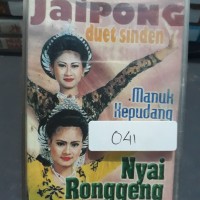 Jaipong
duet sinden
Manuk
Kepudang
041
Nyai
Ronggeng